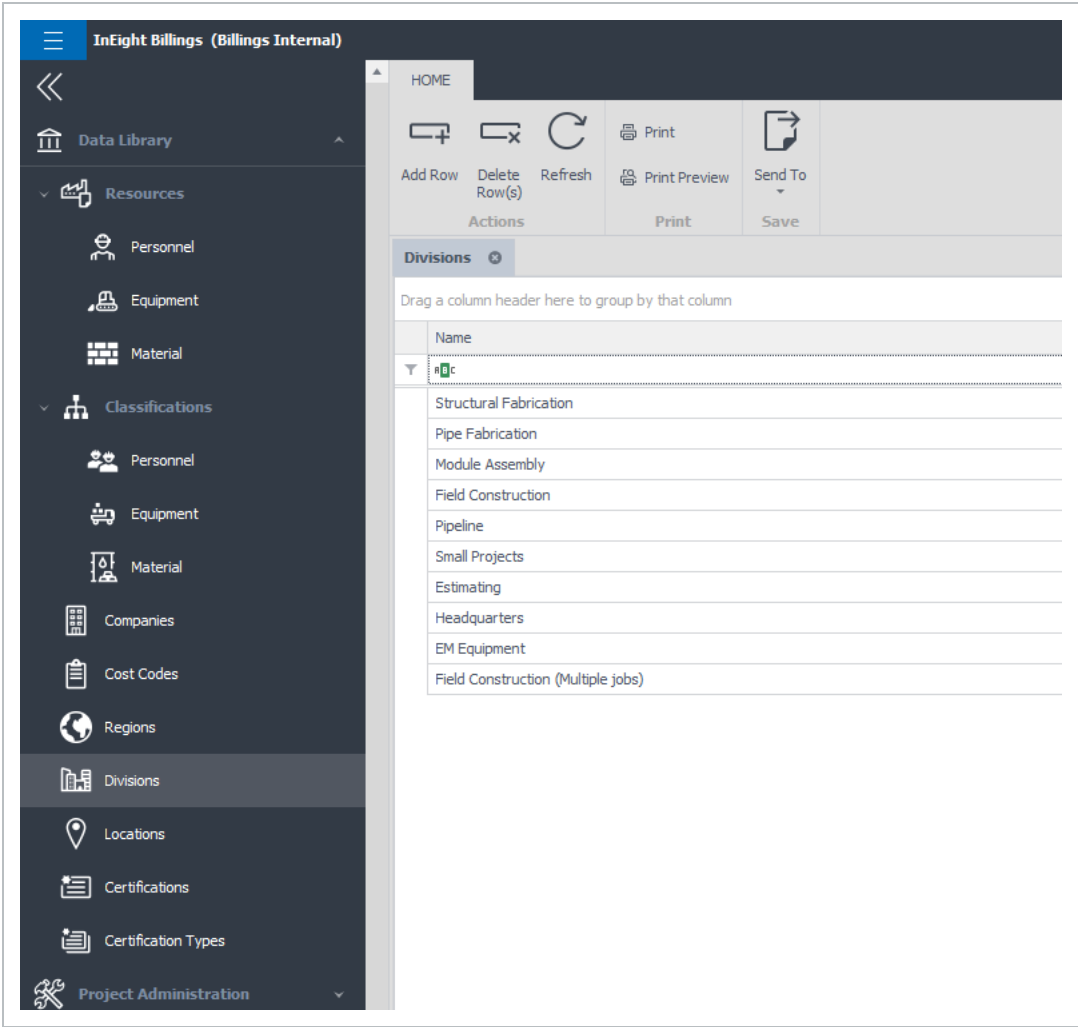 InEight Billings (Billings Internal)
Data Library
Resources
Personnel
Equipment
Material
Classifications
Personnel
Equipment
Material
Companies
Cost Codes
Regions
Divisions
Locations
Certifications
Certification Types
Project Administration
HOME
Add Row
Delete
Row(s)
Refresh
Actions
Print
Print Preview
Print
Send To
Save
Divisions
Drag a column header here to group by that column
Name
ABC
Structural Fabrication
Pipe Fabrication
Module Assembly
Field Construction
Pipeline
Small Projects
Estimating
Headquarters
EM Equipment
Field Construction (Multiple jobs)